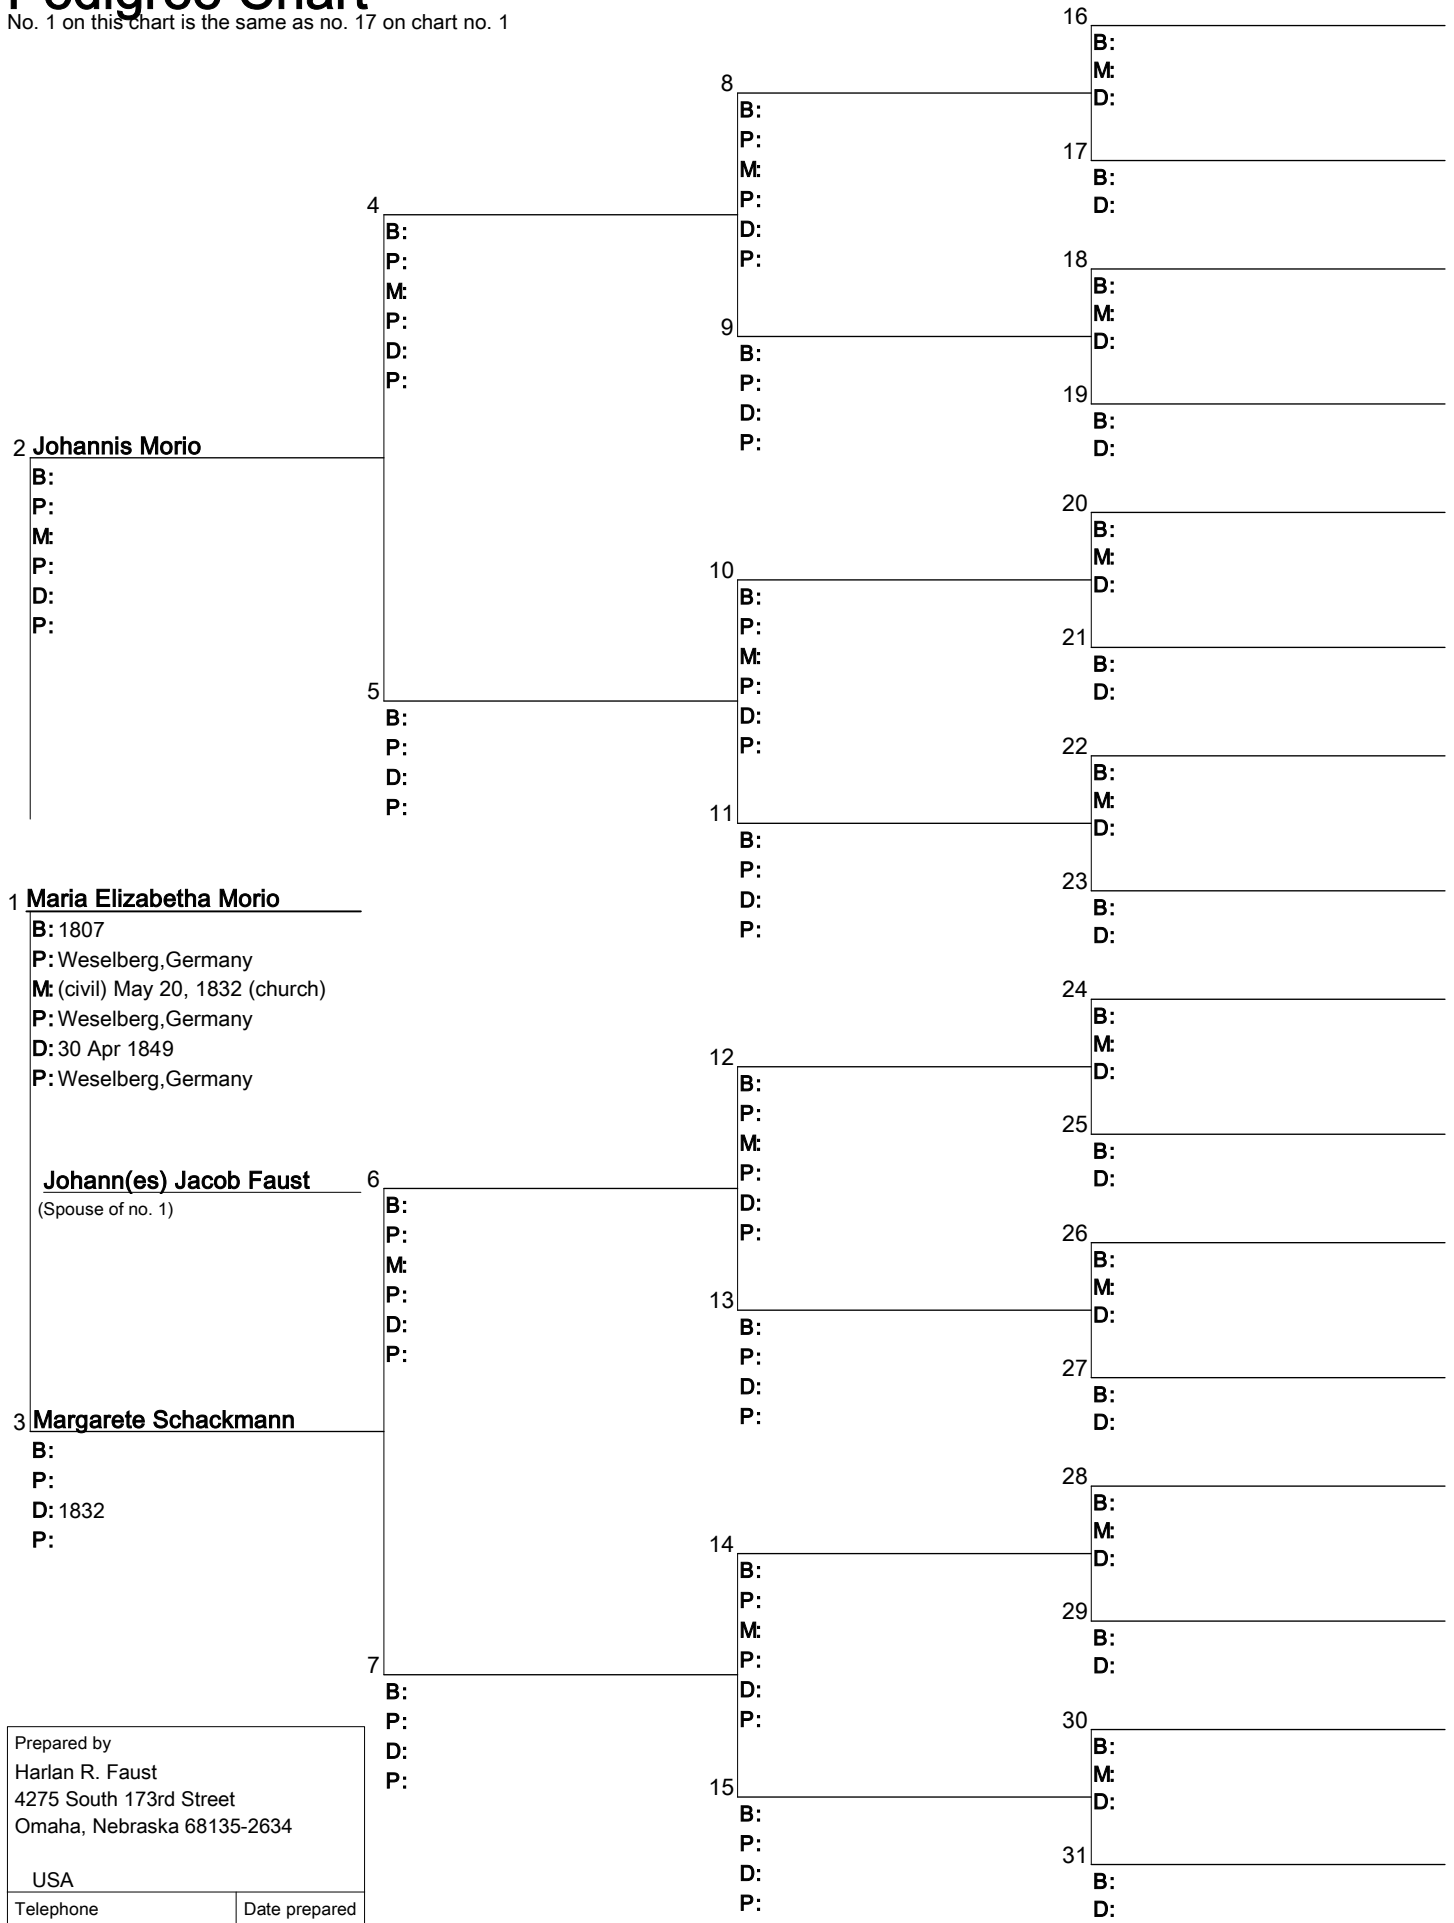 Pedigree Chart
No. 1 on this chart is the same as no. 17 on chart no. 1
1 Maria Elizabetha Morio
B: 1807
P: Weselberg,Germany
M: (civil) May 20, 1832 (church)
P: Weselberg,Germany
D: 30 Apr 1849
P: Weselberg,Germany
Johann(es) Jacob Faust
(Spouse of no. 1)
2 Johannis Morio
B:
P:
M:
P:
D:
P:
3 Margarete Schackmann
B:
P:
D: 1832
P:
4
B:
P:
M:
P:
D:
P:
5
B:
P:
D:
P:
6
B:
P:
M:
P:
D:
P:
7
B:
P:
D:
P:
8
B:
P:
M:
P:
D:
P:
9
B:
P:
D:
P:
10
B:
P:
M:
P:
D:
P:
11
B:
P:
D:
P:
12
B:
P:
M:
P:
D:
P:
13
B:
P:
D:
P:
14
B:
P:
M:
P:
D:
P:
15
B:
P:
D:
P:
16
B:
M:
D:
17
B:
D:
18
B:
M:
D:
19
B:
D:
20
B:
M:
D:
21
B:
D:
22
B:
M:
D:
23
B:
D:
24
B:
M:
D:
25
B:
D:
26
B:
M:
D:
27
B:
D:
28
B:
M:
D:
29
B:
D:
30
B:
M:
D:
31
B:
D:
Prepared by
Harlan R. Faust
4275 South 173rd Street
Omaha, Nebraska 68135-2634
USA
Telephone
Date prepared